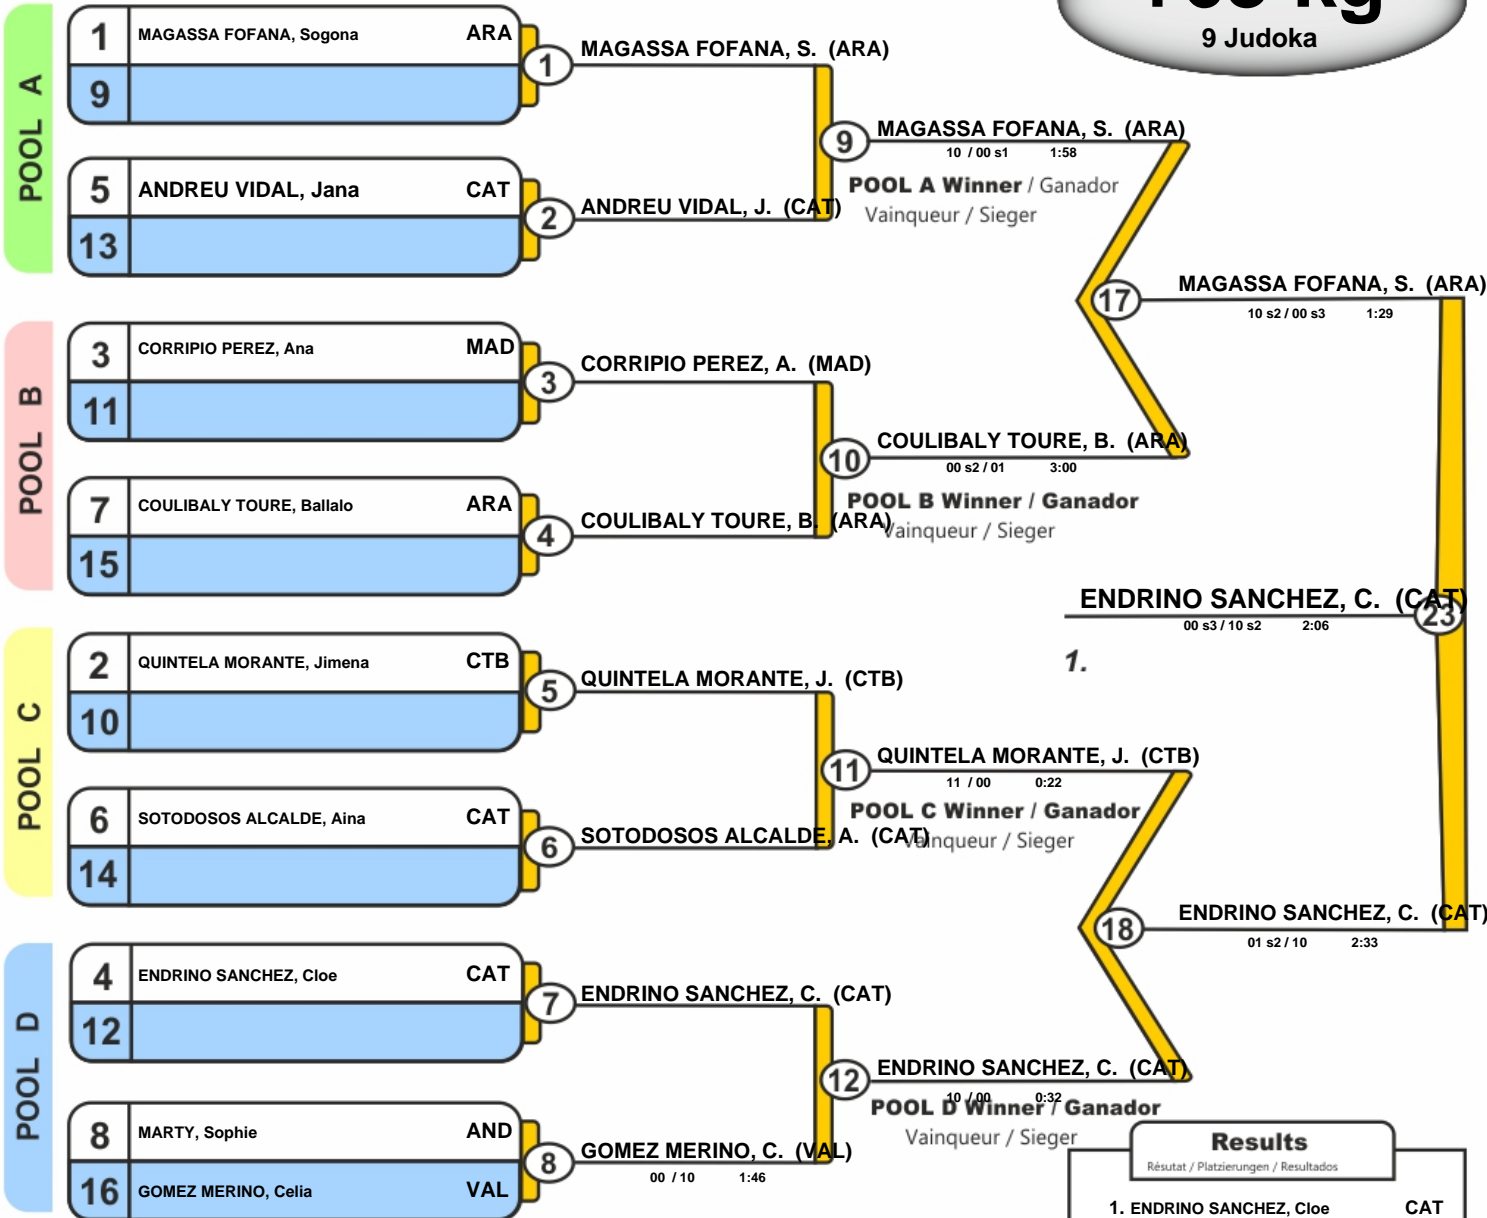 9 Judoka
POOL A
1 MAGASSA FOFANA, Sogona ARA
9
1 MAGASSA FOFANA, S. (ARA)
5 ANDREU VIDAL, Jana CAT
13
2 ANDREU VIDAL, J. (CAT)
9 MAGASSA FOFANA, S. (ARA)
10 / 00 s1 1:58
POOL A Winner / Ganador
Vainqueur / Sieger
POOL B
3 CORRIPIO PEREZ, Ana MAD
11
3 CORRIPIO PEREZ, A. (MAD)
7 COULIBALY TOURE, Ballalo ARA
15
4 COULIBALY TOURE, B. (ARA)
10 COULIBALY TOURE, B. (ARA)
00 s2 / 01 3:00
POOL B Winner / Ganador
Vainqueur / Sieger
17 MAGASSA FOFANA, S. (ARA)
10 s2 / 00 s3 1:29
ENDRINO SANCHEZ, C. (CAT) 23
00 s3 / 10 s2 2:06
1.
POOL C
2 QUINTELA MORANTE, Jimena CTB
10
5 QUINTELA MORANTE, J. (CTB)
6 SOTODOSOS ALCALDE, Aina CAT
14
6 SOTODOSOS ALCALDE, A. (CAT)
11 QUINTELA MORANTE, J. (CTB)
11 / 00 0:22
POOL C Winner / Ganador
Vainqueur / Sieger
POOL D
4 ENDRINO SANCHEZ, Cloe CAT
12
7 ENDRINO SANCHEZ, C. (CAT)
8 MARTY, Sophie AND
16 GOMEZ MERINO, Celia VAL
8 GOMEZ MERINO, C. (VAL)
00 / 10 1:46
12 ENDRINO SANCHEZ, C. (CAT)
10 / 00 0:32
POOL D Winner / Ganador
Vainqueur / Sieger
18 ENDRINO SANCHEZ, C. (CAT)
01 s2 / 10 2:33
Results
Résutat / Platzierungen / Resultados
1. ENDRINO SANCHEZ, Cloe CAT